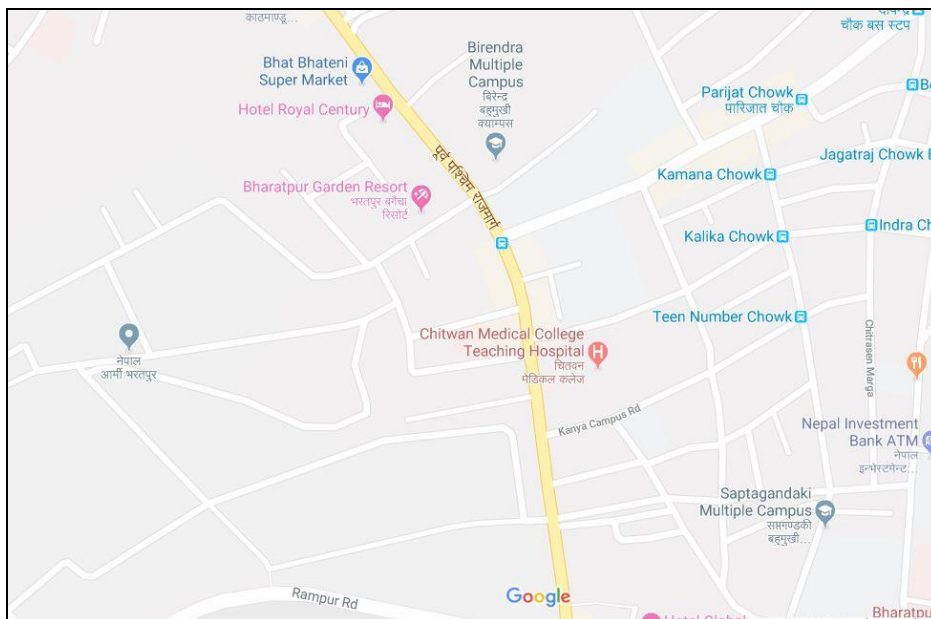 काठमाण्डू...
चौक बस स्टप
Bhat Bhateni
Super Market
Hotel Royal Century
Birendra
Multiple
Campus
बिरेन्द्र
बहुमुखी
क्याम्पस
Parijat Chowk
पारिजात चोक
Jagatraj Chowk B
Kamana Chowk
Bharatpur Garden Resort
भरतपुर बगैंचा
रिसोर्ट
पूर्व पश्चिम राजमार्ग
Kalika Chowk
Indra Ch
Teen Number Chowk
Chitrasen Marga
नेपाल
आर्मी भरतपुर
Chitwan Medical College
Teaching Hospital
चितवन
मेडिकल कलेज
Kanya Campus Rd
Nepal Investment
Bank ATM
नेपाल
इन्भेस्टमेन्ट...
Saptagandaki
Multiple Campus
सप्तगण्डकी
बहुमुखी...
Rampur Rd
Google
Bharatpu